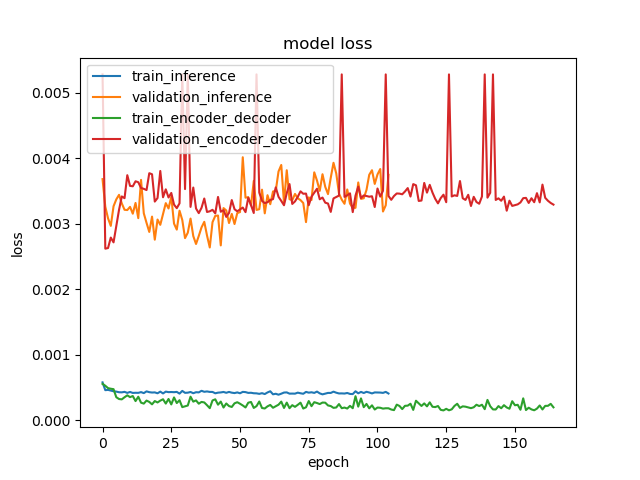 model loss
train_inference
validation_inference
train_encoder_decoder
validation_encoder_decoder
loss
0.005
0.004
0.003
0.002
0.001
0.000
0 25 50 75 100 125 150
epoch